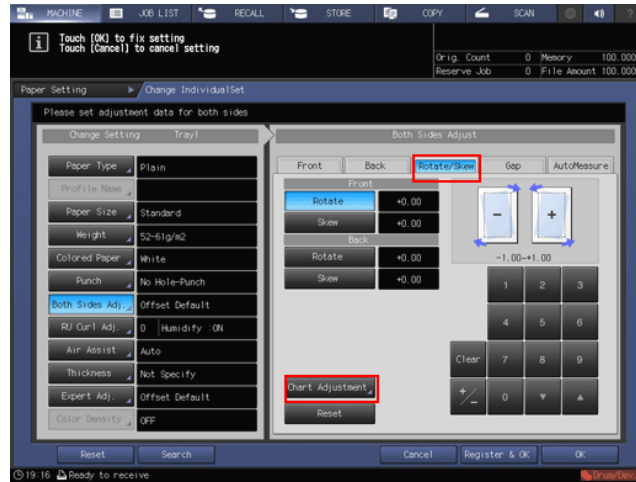 MACHINE JOB LIST RECALL STORE COPY SCAN
Touch [OK] to fix setting
Touch [Cancel] to cancel setting
Orig. Count 0 Memory 100.000
Reserve Job 0 File Amount 100.000
Paper Setting Change IndividualSet
Please set adjustment data for both sides
Change Setting Tray1
Both Sides Adjust
Paper Type Plain
Profile Name
Paper Size Standard
Weight 52-61g/m2
Colored Paper White
Punch No Hole-Punch
Both Sides Adj. Offset Default
RU Curl Adj. 0 Humidify :ON
Air Assist Auto
Thickness Not Specify
Expert Adj. Offset Default
Color Density OFF
Front Back Rotate/Skew Gap AutoMeasure
Front
Rotate +0.00
Skew +0.00
Back
Rotate +0.00
Skew +0.00
- +
-1.00~+1.00
1 2 3
4 5 6
Clear 7 8 9
+/- 0 ▼ ▲
Chart Adjustment
Reset
Reset Search Cancel Register & OK OK
19:16 Ready to receive
Drum/Dev